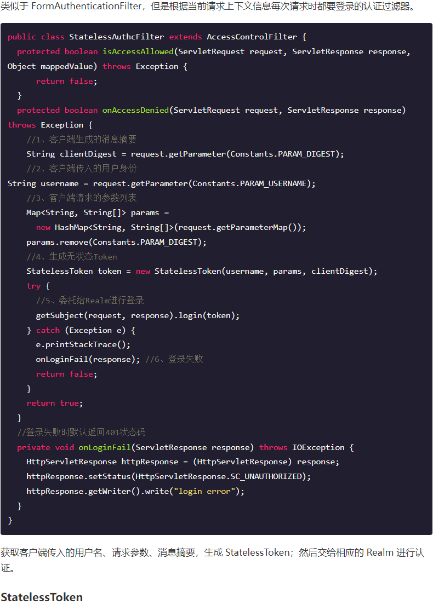 类似于 FormAuthenticationFilter，但是根据当前请求上下文信息每次请求时都要登录的认证过滤器。
public class StatelessAuthcFilter extends AccessControlFilter {
  protected boolean isAccessAllowed(ServletRequest request, ServletResponse response,
Object mappedValue) throws Exception {
      return false;
  }
  protected boolean onAccessDenied(ServletRequest request, ServletResponse response)
throws Exception {
    //1、客户端生成的消息摘要
    String clientDigest = request.getParameter(Constants.PARAM_DIGEST);
    //2、客户端传入的用户身份
String username = request.getParameter(Constants.PARAM_USERNAME);
    //3、客户端请求的参数列表
    Map<String, String[]> params =
      new HashMap<String, String[]>(request.getParameterMap());
    params.remove(Constants.PARAM_DIGEST);
    //4、生成无状态Token
    StatelessToken token = new StatelessToken(username, params, clientDigest);
    try {
      //5、委托给Realm进行登录
      getSubject(request, response).login(token);
    } catch (Exception e) {
      e.printStackTrace();
      onLoginFail(response); //6、登录失败
      return false;
    }
    return true;
  }
  //登录失败时默认返回401状态码
  private void onLoginFail(ServletResponse response) throws IOException {
    HttpServletResponse httpResponse = (HttpServletResponse) response;
    httpResponse.setStatus(HttpServletResponse.SC_UNAUTHORIZED);
    httpResponse.getWriter().write("login error");
  }
}
获取客户端传入的用户名、请求参数、消息摘要，生成 StatelessToken；然后交给相应的 Realm 进行认
证。
StatelessToken